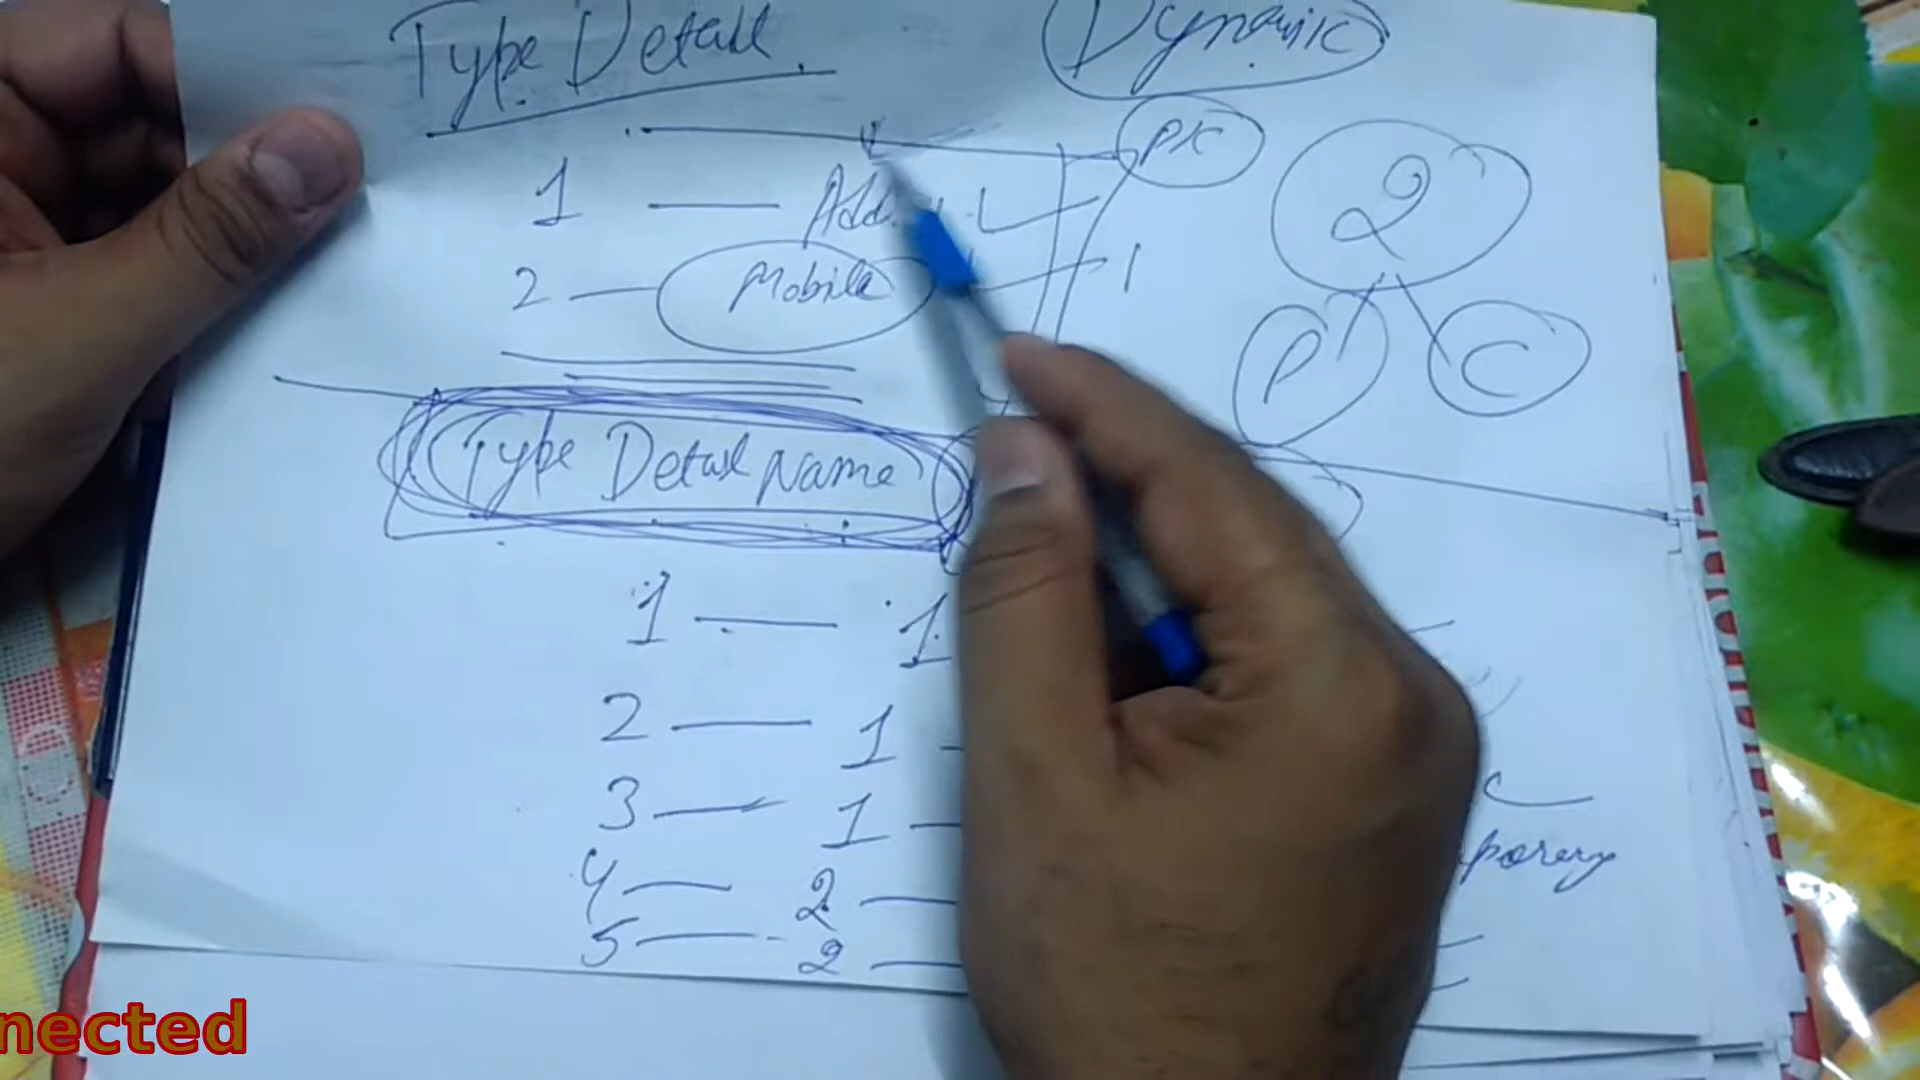 Type Detail
Dynamic
PK
1 — Add
2 — Mobile
1
2
P C
Type Detail Name
1 — 1
2 — 1
3 — 1
4 — 2
porery
5 — 2
nected